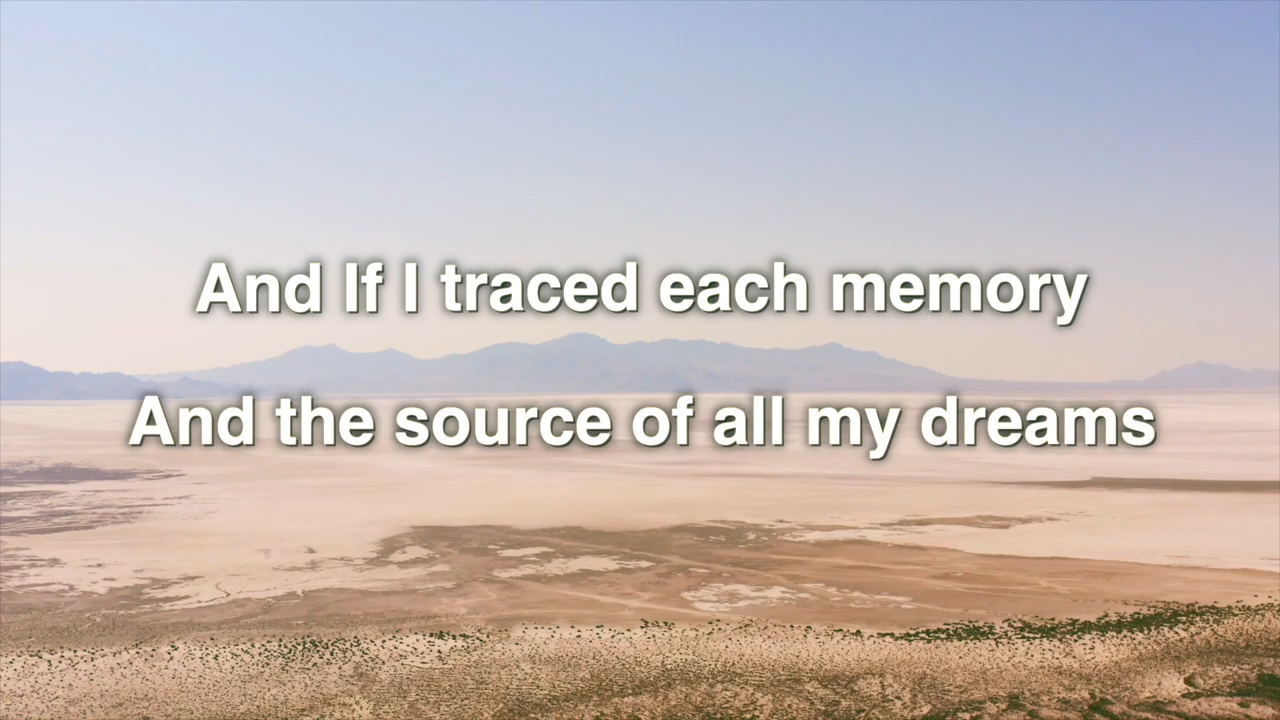 And If I traced each memory
And the source of all my dreams